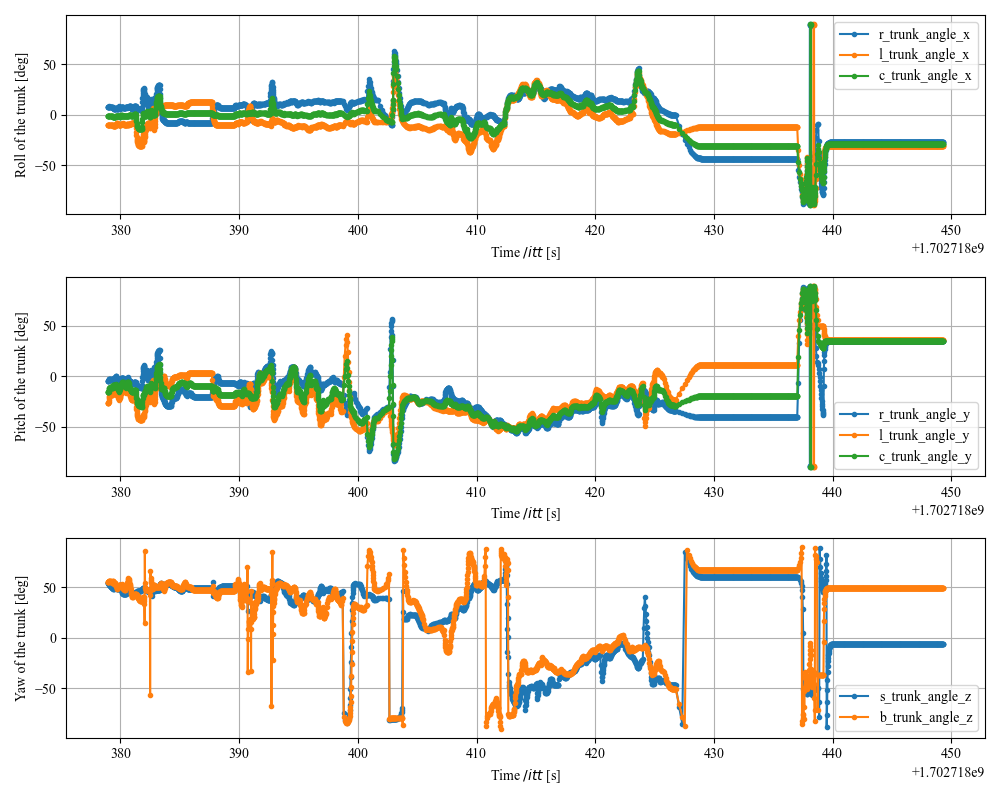 Roll of the trunk [deg]
50
0
−50
r_trunk_angle_x
l_trunk_angle_x
c_trunk_angle_x
380 390 400 410 420 430 440 450
Time /itt [s]
+1.702718e9
Pitch of the trunk [deg]
50
0
−50
r_trunk_angle_y
l_trunk_angle_y
c_trunk_angle_y
380 390 400 410 420 430 440 450
Time /itt [s]
+1.702718e9
Yaw of the trunk [deg]
50
0
−50
s_trunk_angle_z
b_trunk_angle_z
380 390 400 410 420 430 440 450
Time /itt [s]
+1.702718e9